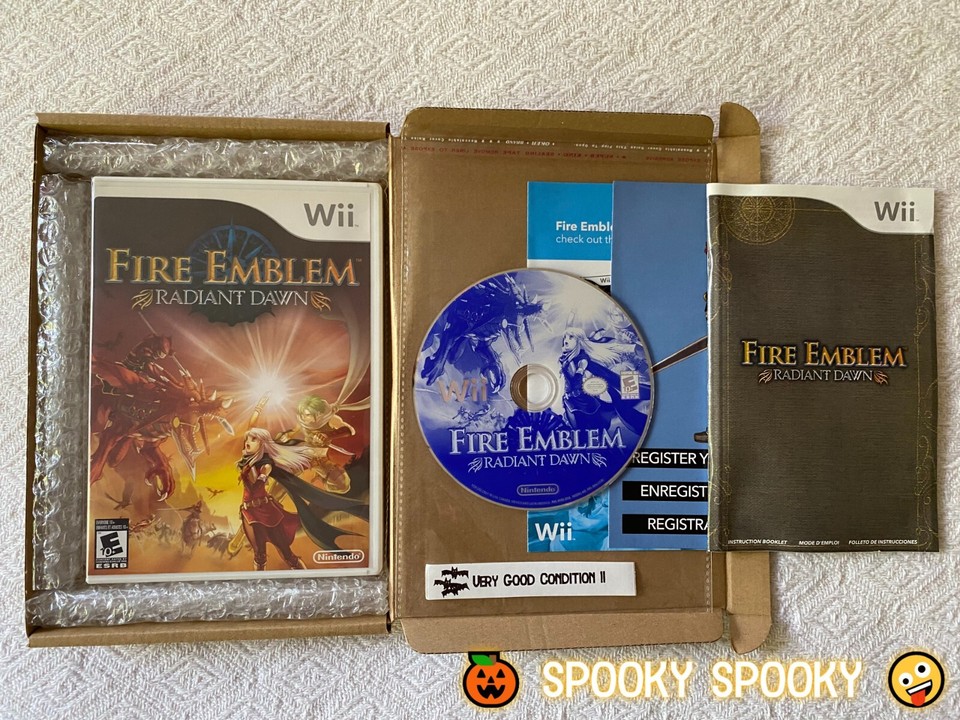 Wii
FIRE EMBLEM
RADIANT DAWN
E
ESRB
Nintendo
Fire Emble
check out th
Wii
Wii
E
ESRB
FIRE EMBLEM
RADIANT DAWN
Nintendo
REGISTER Y
ENREGIST
REGISTRA
Wii
Wii
FIRE EMBLEM
RADIANT DAWN
INSTRUCTION BOOKLET MODE D'EMPLOI FOLLETO DE INSTRUCCIONES
VERY GOOD CONDITION !!
SPOOKY SPOOKY